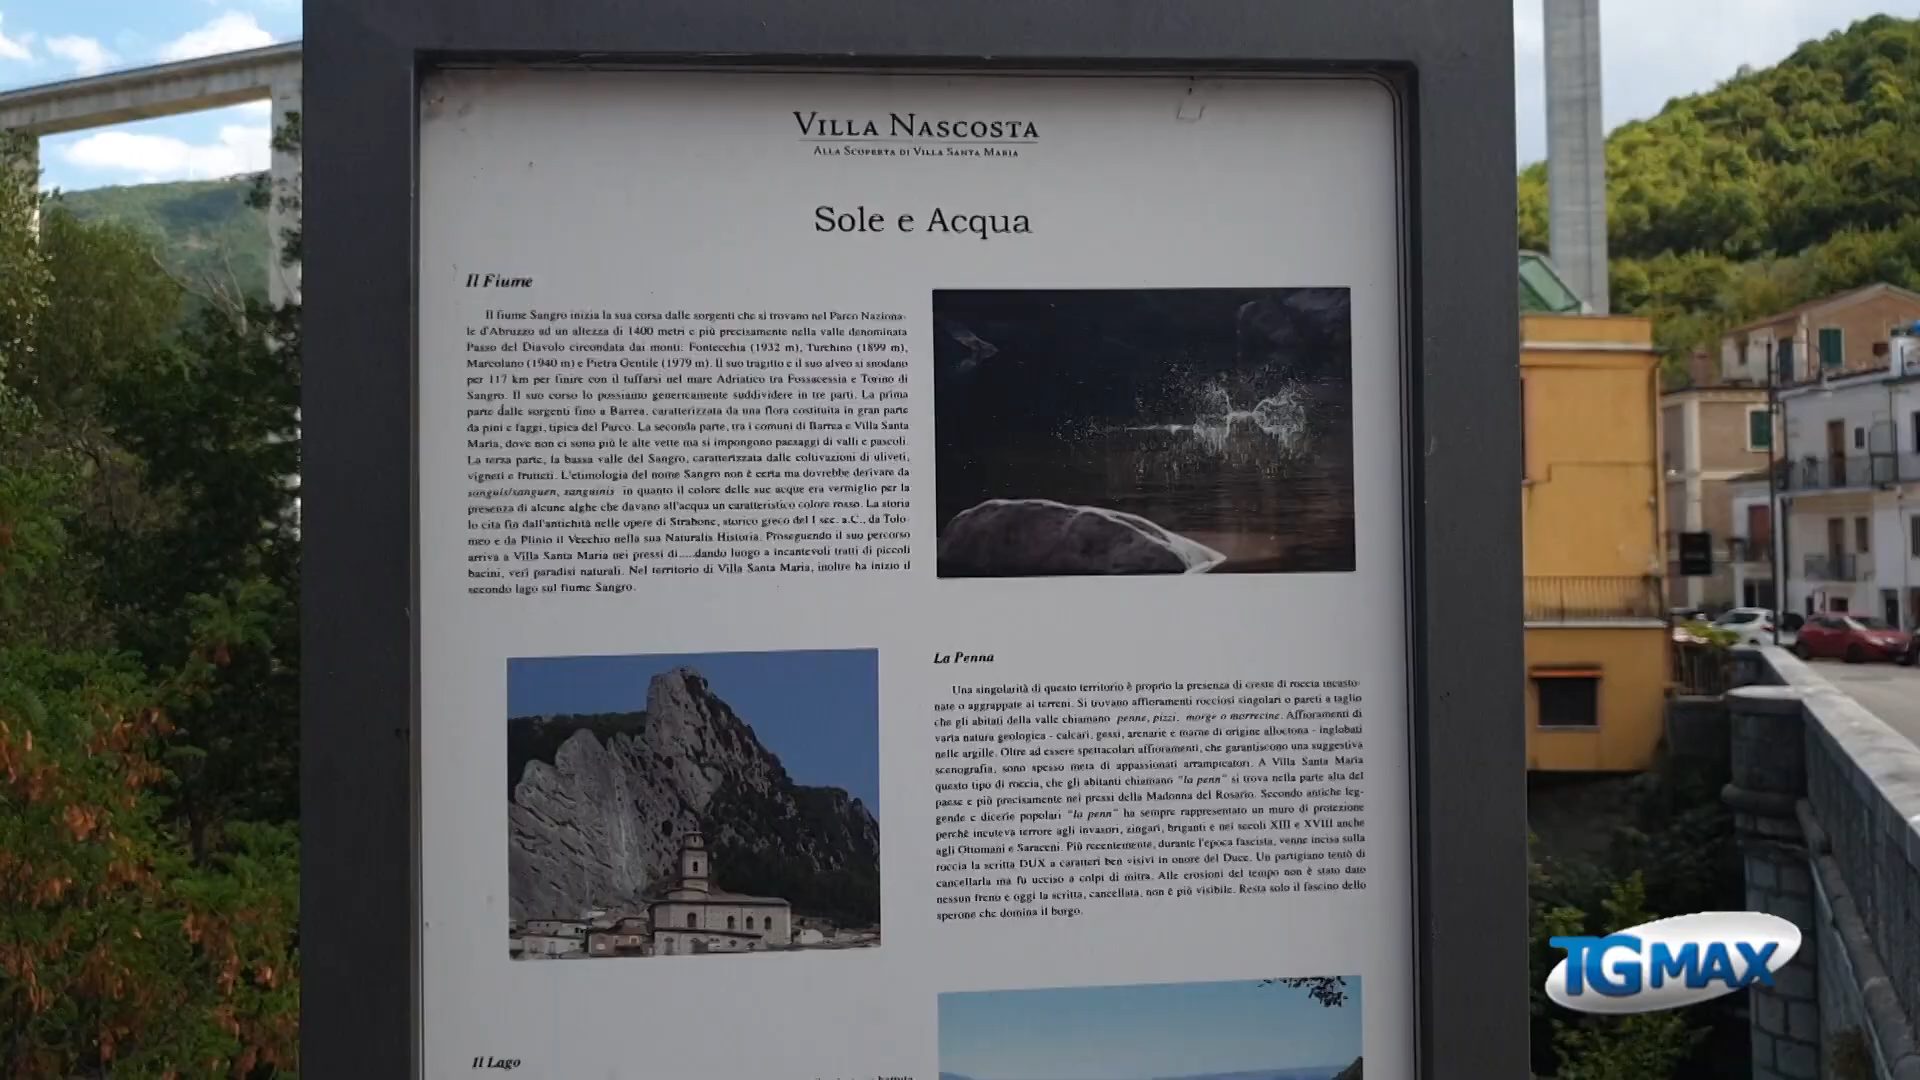 VILLA NASCOSTA
ALLA SCOPERTA DI VILLA SANTA MARIA
Sole e Acqua
Il Fiume
Il fiume Sangro inizia la sua corsa dalle sorgenti che si trovano nel Parco Naziona-
le d'Abruzzo ad un altezza di 1400 metri e più precisamente nella valle denominata
Passo del Diavolo circondata dai monti: Fontecchia (1932 m), Turchino (1899 m),
Marcolano (1940 m) e Pietra Gentile (1979 m). Il suo tragitto e il suo alveo si snodano
per 117 km per finire con il tuffarsi nel mare Adriatico tra Fossacessia e Torino di
Sangro. Il suo corso lo possiamo genericamente suddividere in tre parti. La prima
parte dalle sorgenti fino a Barrea, caratterizzata da una flora costituita in gran parte
da pini e faggi, tipica del Parco. La seconda parte, tra i comuni di Barrea e Villa Santa
Maria, dove non ci sono più le alte vette ma si impongono paesaggi di valli e pascoli.
La terza parte, la bassa valle del Sangro, caratterizzata dalle coltivazioni di uliveti,
vigneti e frutteti. L'etimologia del nome Sangro non è certa ma dovrebbe derivare da
sanguis/sanguen, sanguinis in quanto il colore delle sue acque era vermiglio per la
presenza di alcune alghe che davano all'acqua un caratteristico colore rosso. La storia
lo cita fin dall'antichità nelle opere di Strabone, storico greco del I sec. a.C., da Tolo-
meo e da Plinio il Vecchio nella sua Naturalis Historia. Proseguendo il suo percorso
arriva a Villa Santa Maria nei pressi di.....dando luogo a incantevoli tratti di piccoli
bacini, veri paradisi naturali. Nel territorio di Villa Santa Maria, inoltre ha inizio il
secondo lago sul fiume Sangro.
La Penna
Una singolarità di questo territorio è proprio la presenza di creste di roccia incasto-
nate o aggrappate ai terreni. Si trovano affioramenti rocciosi singolari o pareti a taglio
che gli abitati della valle chiamano penne, pizzi, morge o morrecine. Affioramenti di
varia natura geologica - calcari, gessi, arenarie e marne di origine alloctona - inglobati
nelle argille. Oltre ad essere spettacolari affioramenti, che garantiscono una suggestiva
scenografia, sono spesso meta di appassionati arrampicatori. A Villa Santa Maria
questo tipo di roccia, che gli abitanti chiamano "la penn" si trova nella parte alta del
paese e più precisamente nei pressi della Madonna del Rosario. Secondo antiche leg-
gende e dicerie popolari "la penn" ha sempre rappresentato un muro di protezione
perchè incuteva terrore agli invasori, zingari, briganti e nei secoli XIII e XVIII anche
agli Ottomani e Saraceni. Più recentemente, durante l'epoca fascista, venne incisa sulla
roccia la scritta DUX a caratteri ben visivi in onore del Duce. Un partigiano tentò di
cancellarla ma fu ucciso a colpi di mitra. Alle erosioni del tempo non è stato dato
nessun freno e oggi la scritta, cancellata, non è più visibile. Resta solo il fascino dello
sperone che domina il borgo.
Il Lago
TG MAX